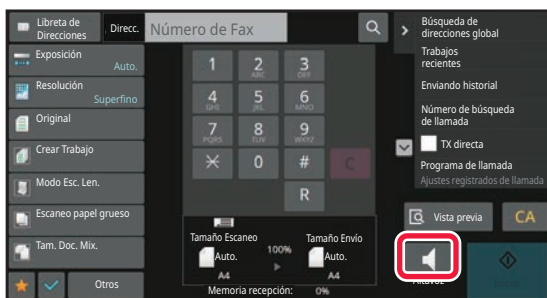 Libreta de
Direcciones
Direcc.
Número de Fax
Exposición
Auto.
Resolución
Superfino
Original
Crear Trabajo
Modo Esc. Len.
Escaneo papel grueso
Tam. Doc. Mix.
Otros
1
2
ABC
3
DEF
4
GHI
5
JKL
6
MNO
7
PQRS
8
TUV
9
WXYZ
0
#
C
R
Tamaño Escaneo
100%
Tamaño Envío
Auto.
Auto.
A4
A4
Memoria recepción:
0%
Búsqueda de
direcciones global
Trabajos
recientes
Enviando historial
Número de búsqueda
de llamada
TX directa
Programa de llamada
Ajustes registrados de llamada
Vista previa
CA
Altavoz